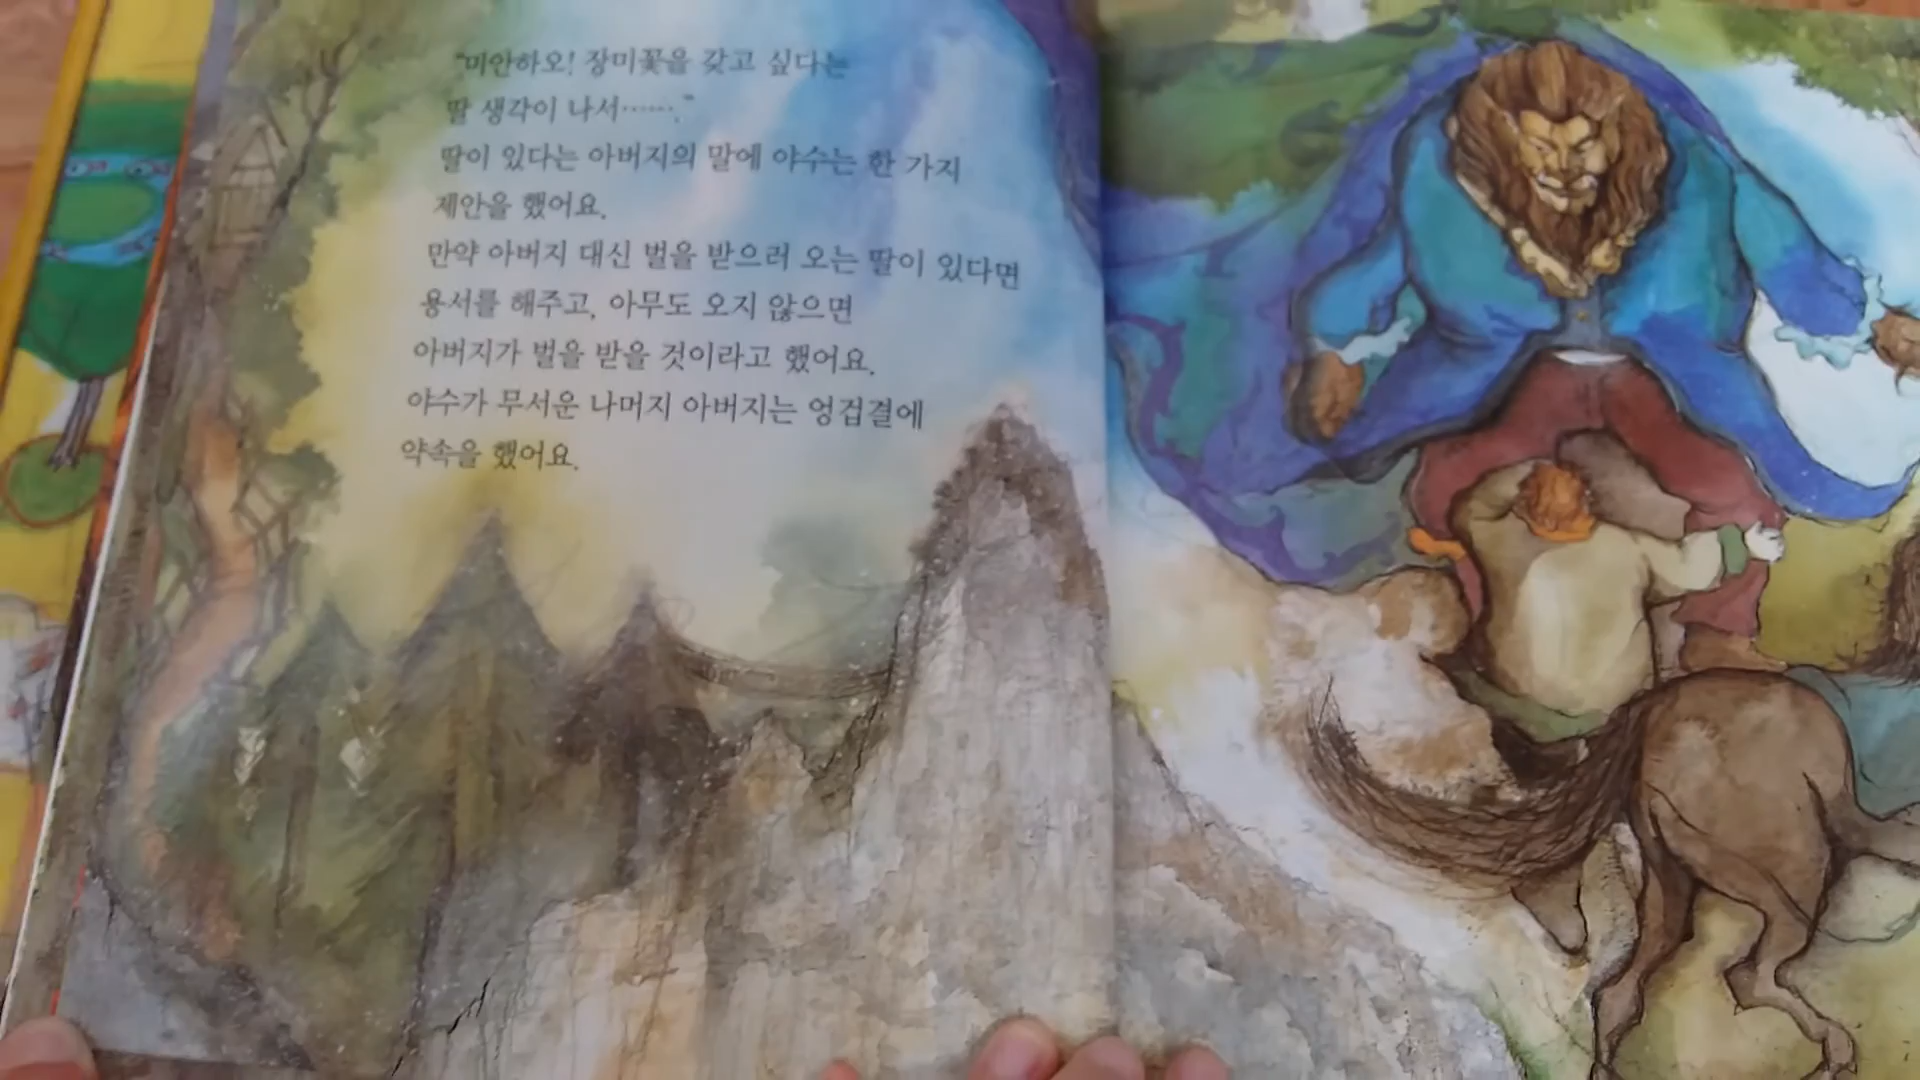 "미안하오! 장미꽃을 갖고 싶다는
딸 생각이 나서……."
딸이 있다는 아버지의 말에 야수는 한 가지
제안을 했어요.
만약 아버지 대신 벌을 받으러 오는 딸이 있다면
용서를 해주고, 아무도 오지 않으면
아버지가 벌을 받을 것이라고 했어요.
야수가 무서운 나머지 아버지는 엉겁결에
약속을 했어요.